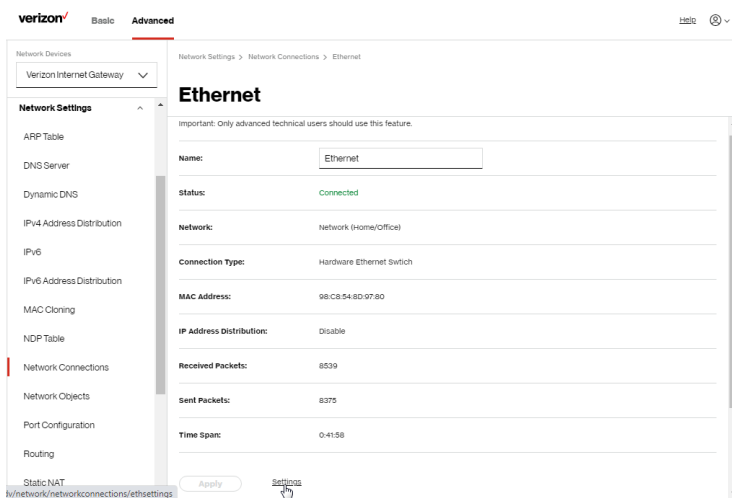 verizon✓ Basic Advanced Help
Network Devices
Verizon Internet Gateway
Network Settings
ARP Table
DNS Server
Dynamic DNS
IPv4 Address Distribution
IPv6
IPv6 Address Distribution
MAC Cloning
NDP Table
Network Connections
Network Objects
Port Configuration
Routing
Static NAT
Network Settings > Network Connections > Ethernet
Ethernet
Important: Only advanced technical users should use this feature.
Name: Ethernet
Status: Connected
Network: Network (Home/Office)
Connection Type: Hardware Ethernet Swtich
MAC Address: 98:C8:54:8D:97:80
IP Address Distribution: Disable
Received Packets: 8539
Sent Packets: 8375
Time Span: 0:41:58
Apply Settings
lv/network/networkconnections/ethsettings